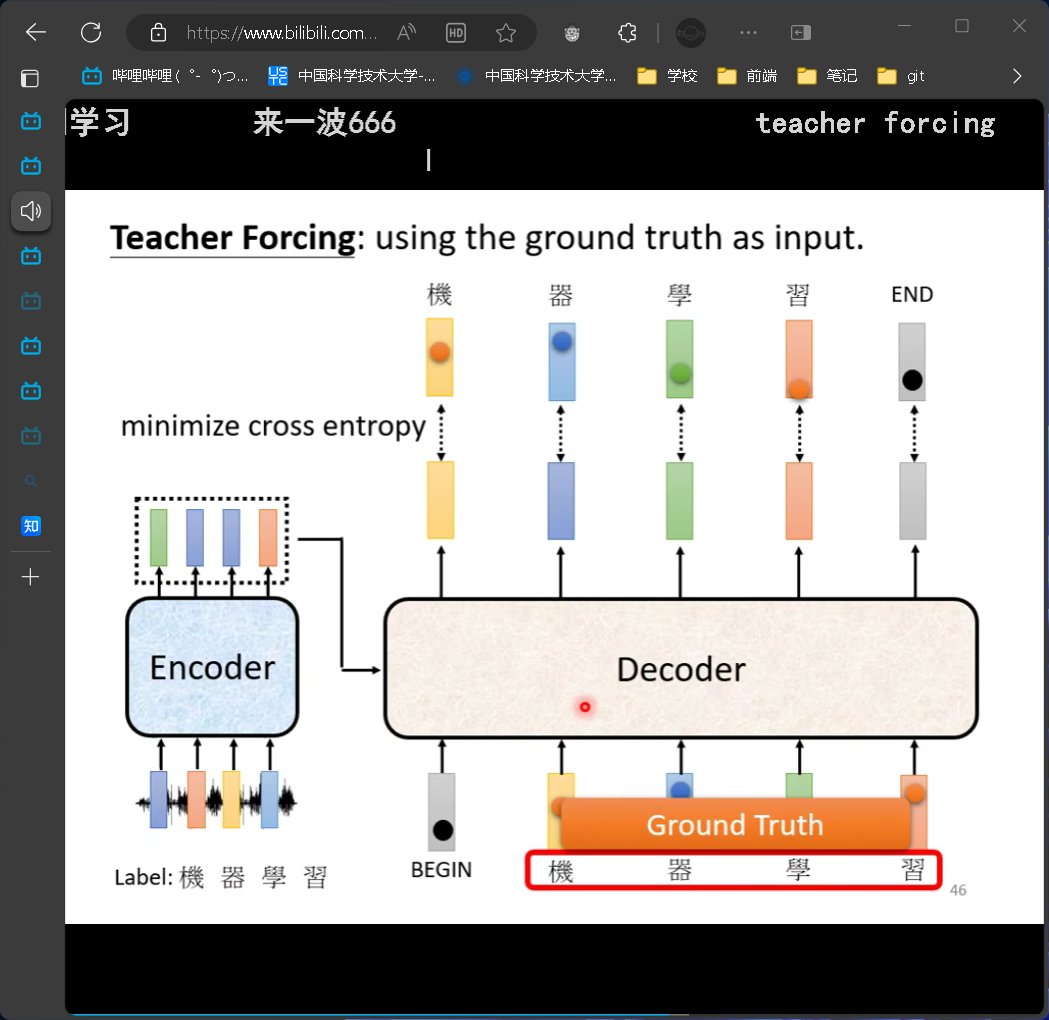 https://www.bilibili.com...
HD
哔哩哔哩 (゜-゜)つ...
中国科学技术大学-...
中国科学技术大学...
学校
前端
笔记
git
学习
来一波666
teacher forcing
知
Teacher Forcing: using the ground truth as input.
機 器 學 習 END
minimize cross entropy
Encoder
Decoder
Ground Truth
BEGIN 機 器 學 習
Label: 機 器 學 習
46